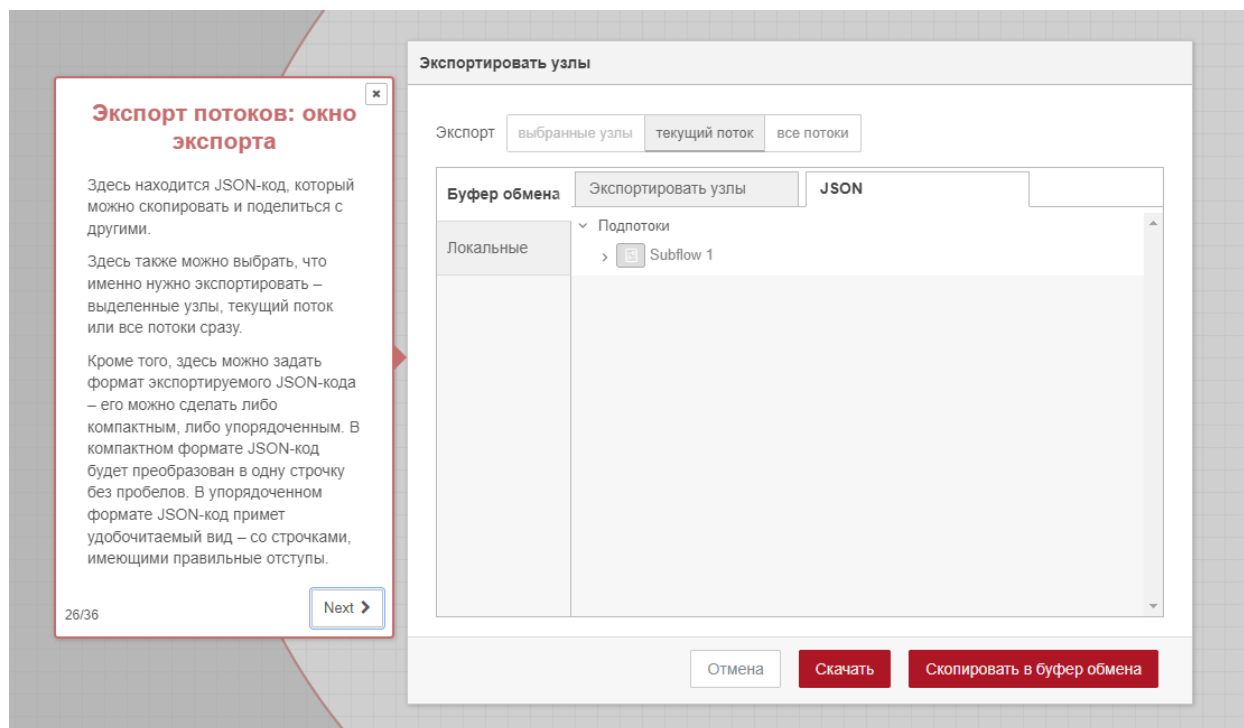 Экспорт потоков: окно
экспорта
Здесь находится JSON-код, который
можно скопировать и поделиться с
другими.
Здесь также можно выбрать, что
именно нужно экспортировать –
выделенные узлы, текущий поток
или все потоки сразу.
Кроме того, здесь можно задать
формат экспортируемого JSON-кода
– его можно сделать либо
компактным, либо упорядоченным. В
компактном формате JSON-код
будет преобразован в одну строчку
без пробелов. В упорядоченном
формате JSON-код примет
удобочитаемый вид – со строчками,
имеющими правильные отступы.
26/36
Next
Экспортировать узлы
Экспорт выбранные узлы текущий поток все потоки
Буфер обмена Экспортировать узлы JSON
Локальные
Подпотоки
Subflow 1
Отмена Скачать Скопировать в буфер обмена